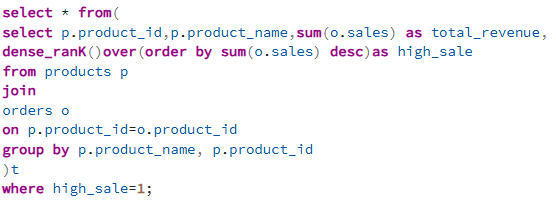 select * from(
select p.product_id,p.product_name,sum(o.sales) as total_revenue,
dense_ranK()over(order by sum(o.sales) desc)as high_sale
from products p
join
orders o
on p.product_id=o.product_id
group by p.product_name, p.product_id
)t
where high_sale=1;